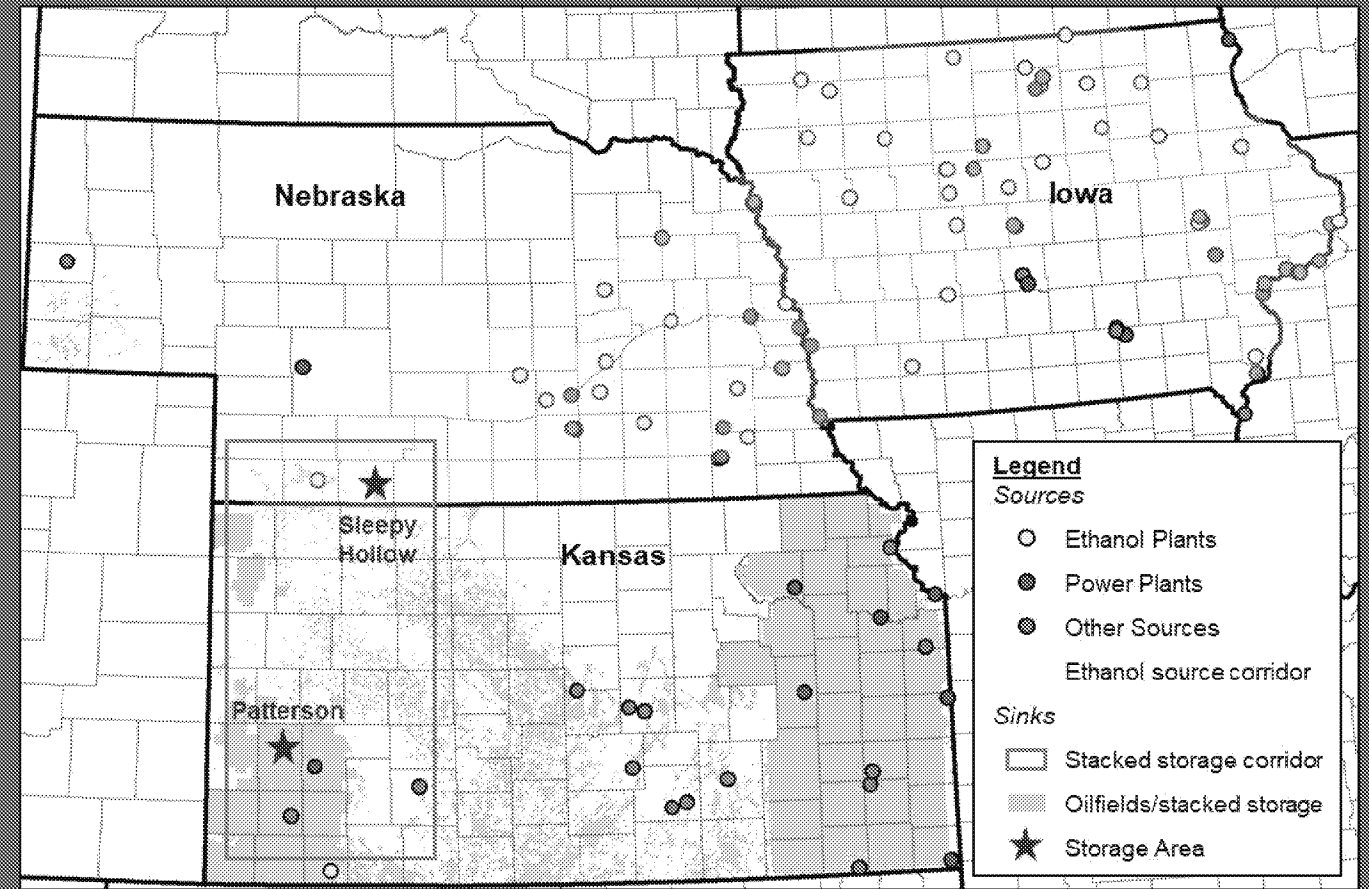 Nebraska
Iowa
Sleepy
Hollow
Kansas
Patterson
Legend
Sources
Ethanol Plants
Power Plants
Other Sources
Ethanol source corridor
Sinks
Stacked storage corridor
Oilfields/stacked storage
Storage Area